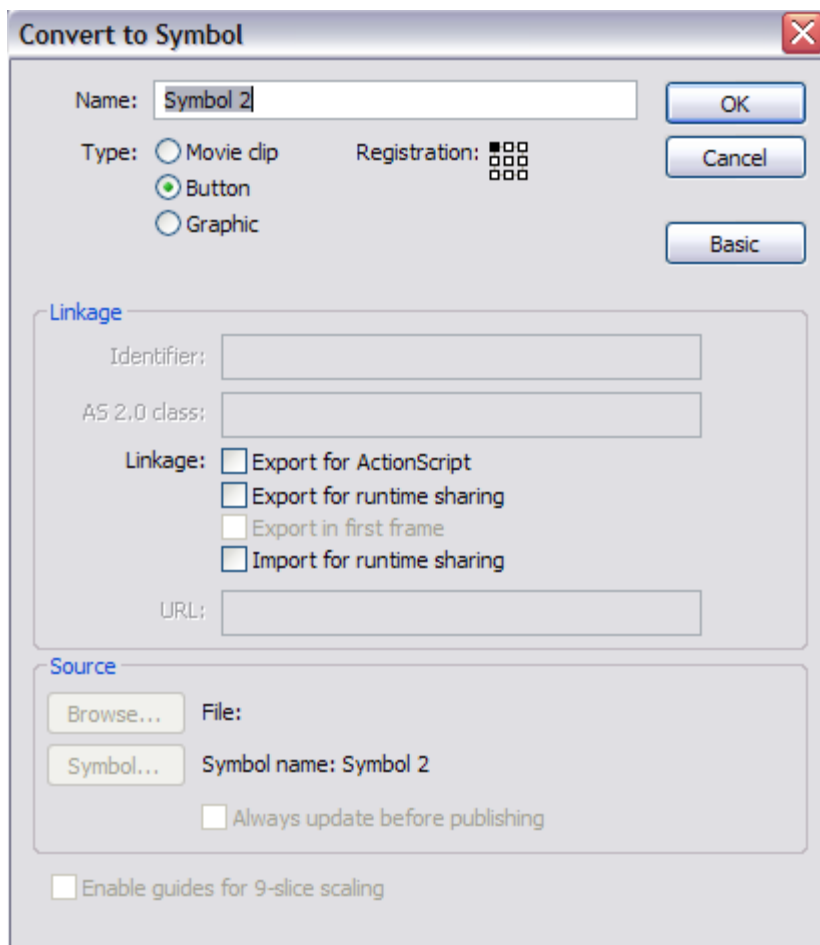 Convert to Symbol
Name: Symbol 2
OK
Type: Movie clip
Registration:
Cancel
Button
Graphic
Basic
Linkage
Identifier:
AS 2.0 class:
Linkage: Export for ActionScript
Export for runtime sharing
Export in first frame
Import for runtime sharing
URL:
Source
Browse... File:
Symbol... Symbol name: Symbol 2
Always update before publishing
Enable guides for 9-slice scaling